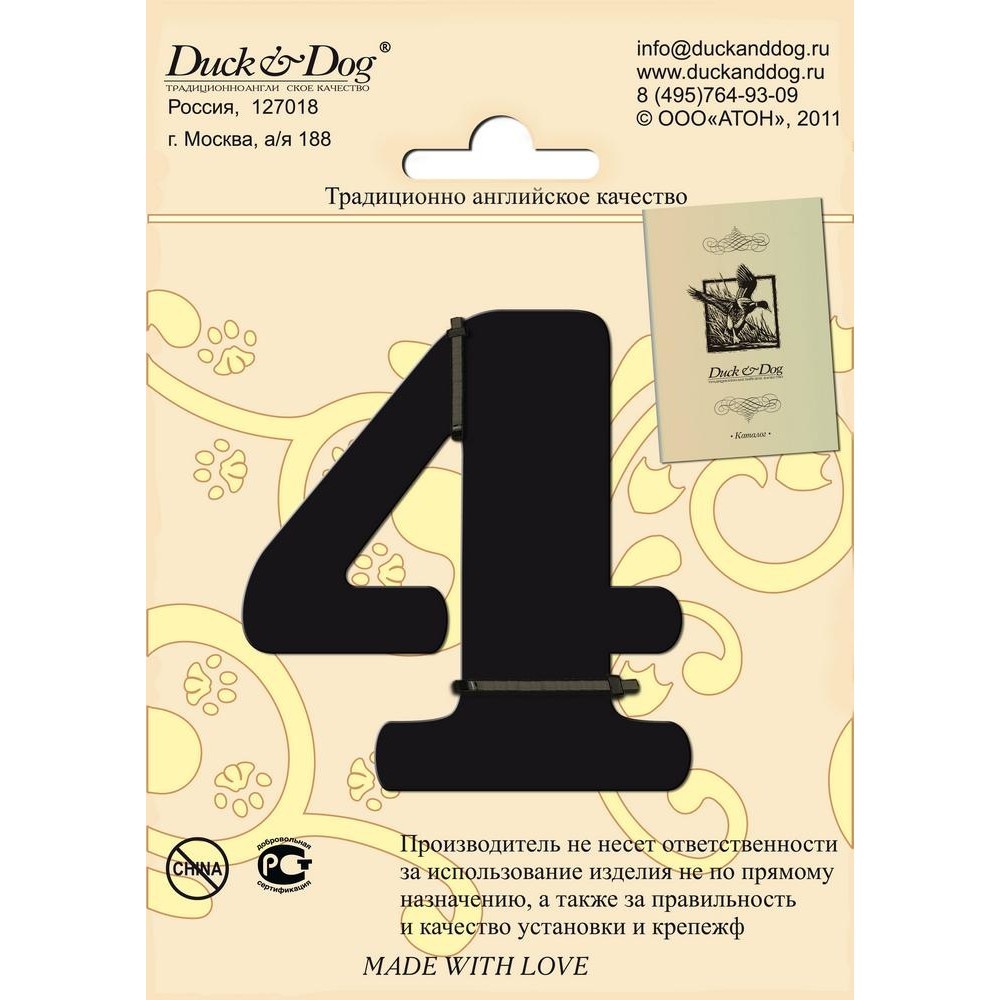 Duck & Dog®
ТРАДИЦИОННОАНГЛИ СКОЕ КАЧЕСТВО
Россия, 127018
г. Москва, а/я 188
info@duckanddog.ru
www.duckanddog.ru
8 (495)764-93-09
© ООО«АТОН», 2011
Традиционно английское качество
Duck & Dog
ТРАДИЦИОННОАНГЛИЙСКОЕ КАЧЕСТВО
• Каталог •
4
CHINA
добровольная
РСТ
сертификация
Производитель не несет ответственности
за использование изделия не по прямому
назначению, а также за правильность
и качество установки и крепежф
MADE WITH LOVE